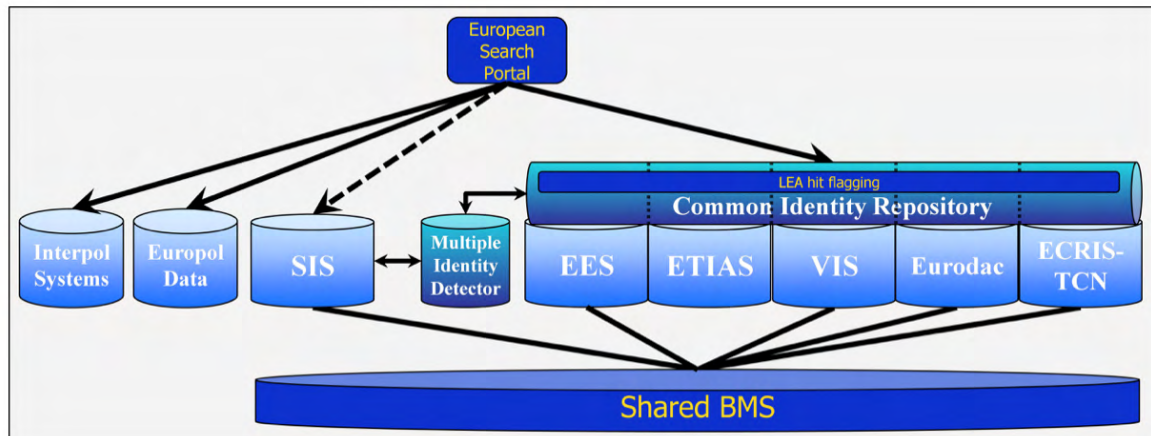 European
Search
Portal
LEA hit flagging
Common Identity Repository
Interpol
Systems
Europol
Data
SIS
Multiple
Identity
Detector
EES
ETIAS
VIS
Eurodac
ECRIS-
TCN
Shared BMS